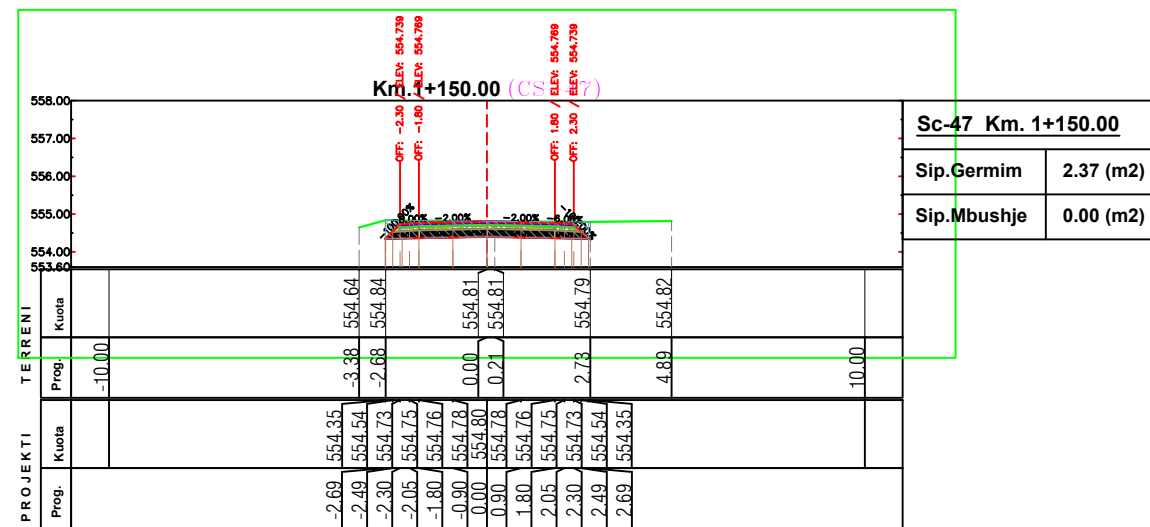 OFF: -2.30 / ELEV: 554.739
OFF: -1.80 / ELEV: 554.769
OFF: 1.80 / ELEV: 554.769
OFF: 2.30 / ELEV: 554.739
Km.1+150.00 (CS-47)
558.00
557.00
556.00
555.00
554.00
553.60
-2.00% -2.00% -6.00%
Sc-47 Km. 1+150.00
Sip.Germim 2.37 (m2)
Sip.Mbushje 0.00 (m2)
TERRENI
Kuota
554.64 554.84 554.81 554.81 554.79 554.82
Prog.
-10.00 -3.38 -2.68 0.00 0.21 2.73 4.89 10.00
PROJEKTI
Kuota
554.35 554.54 554.73 554.75 554.76 554.78 554.80 554.78 554.76 554.75 554.73 554.54 554.35
Prog.
-2.69 -2.49 -2.30 -2.05 -1.80 -0.90 0.00 0.90 1.80 2.05 2.30 2.49 2.69